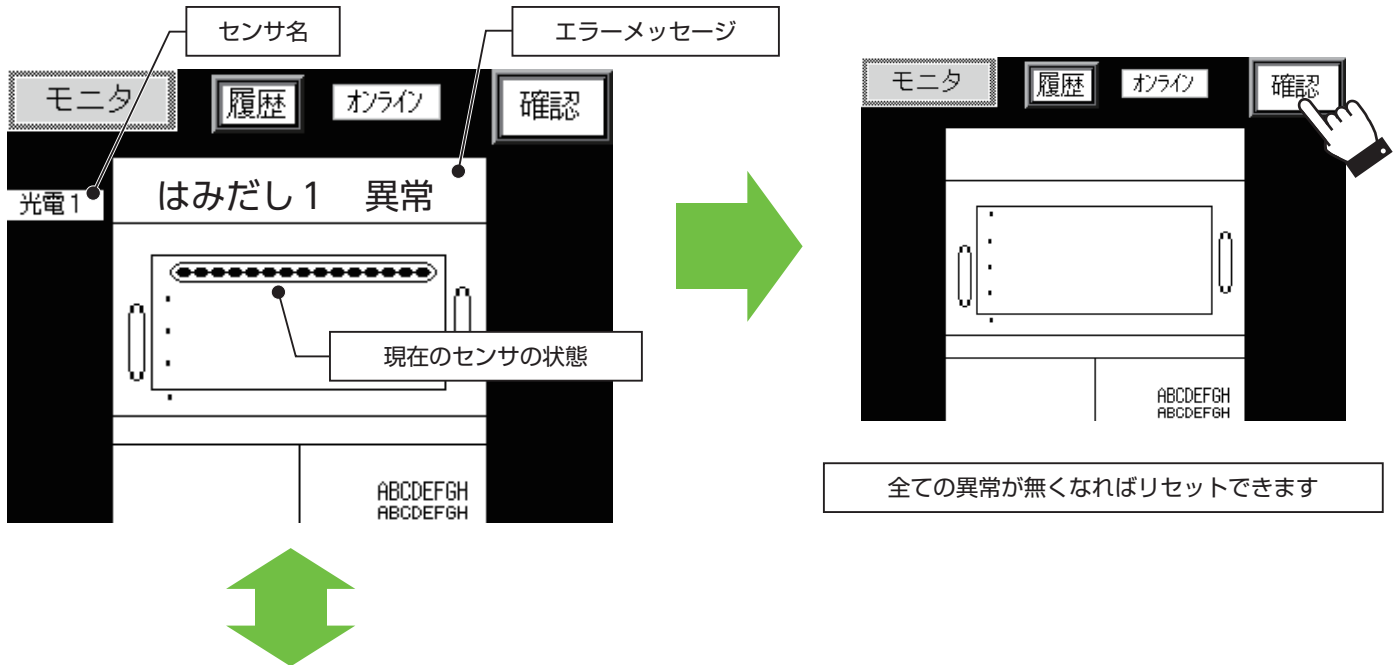 センサ名
エラーメッセージ
モニタ
履歴
オンライン
確認
光電1
はみだし1 異常
現在のセンサの状態
ABCDEFGH
ABCDEFGH
モニタ
履歴
オンライン
確認
ABCDEFGH
ABCDEFGH
全ての異常が無くなればリセットできます